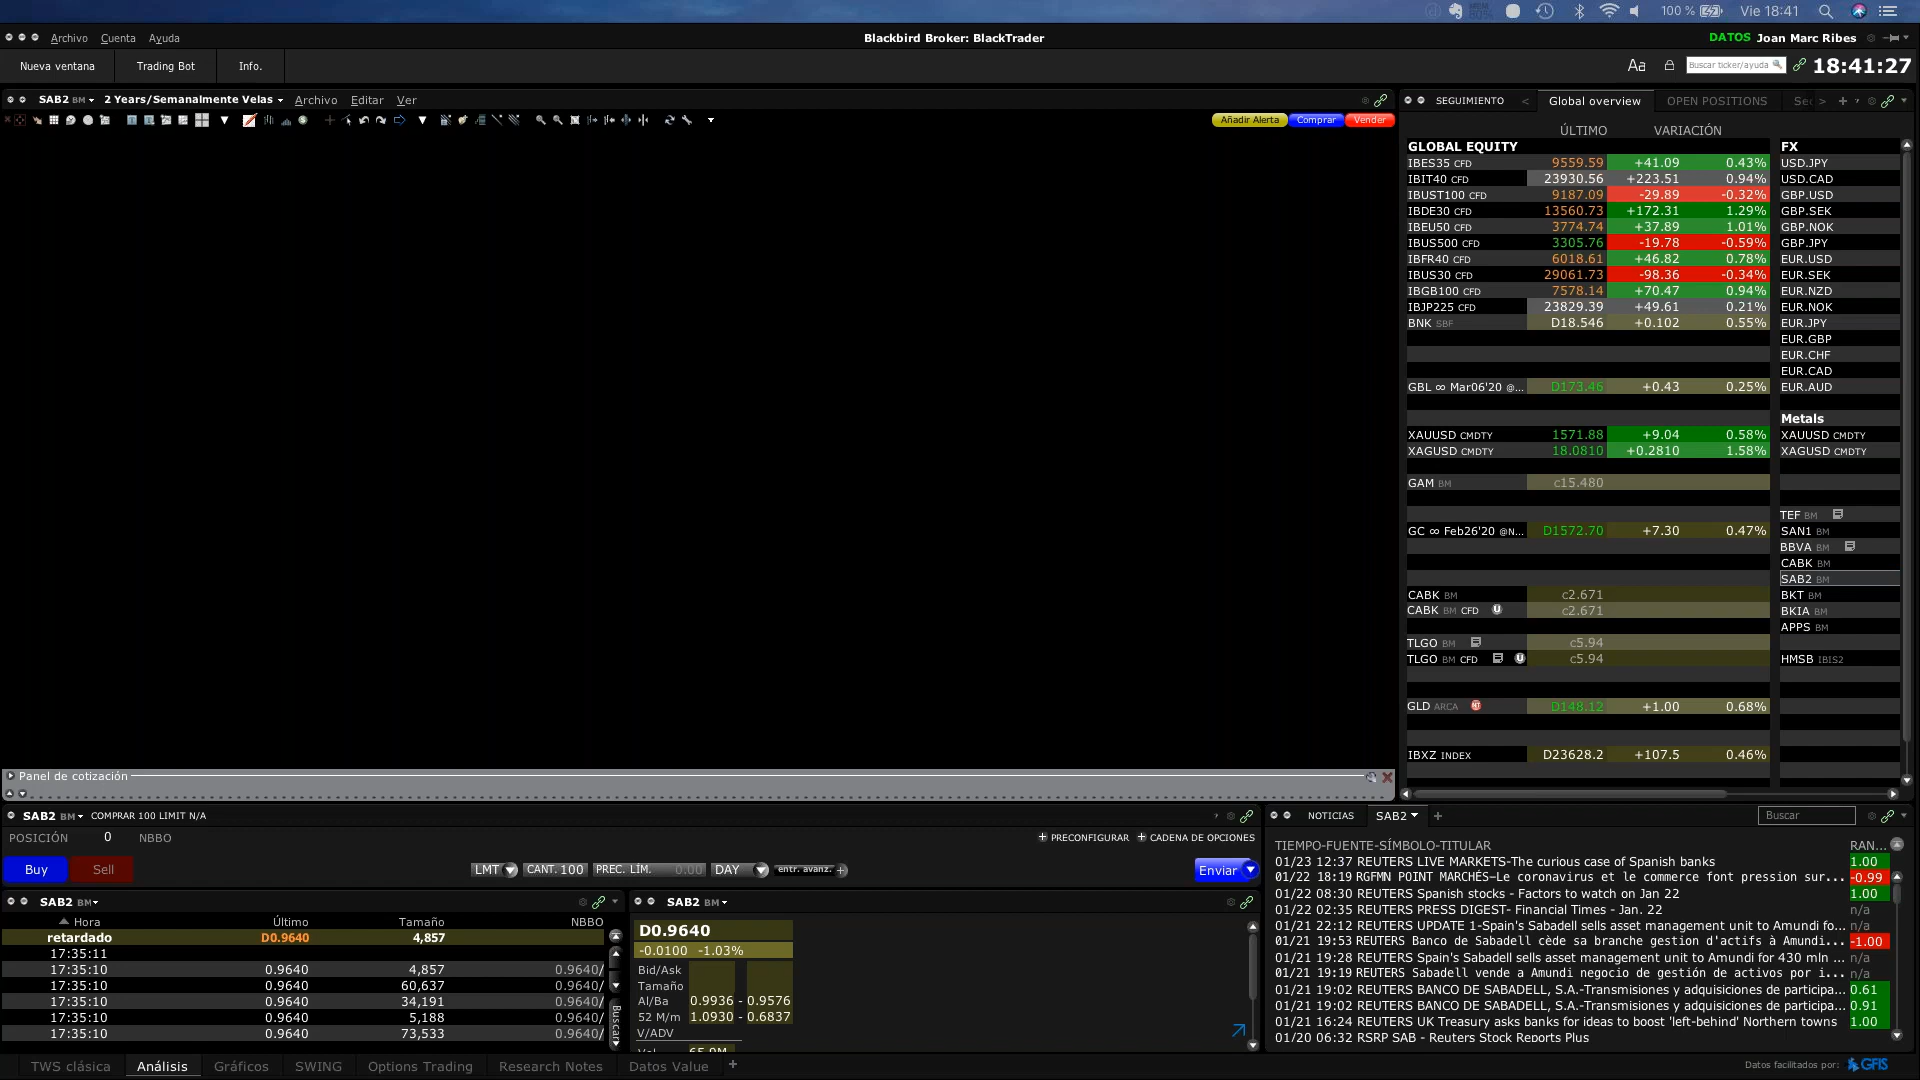 100 %
Vie 18:41
Archivo Cuenta Ayuda
Blackbird Broker: BlackTrader
DATOS Joan Marc Ribes
Nueva ventana Trading Bot Info.
Aa Buscar ticker/ayuda 18:41:27
SAB2 BM 2 Years/Semanalmente Velas Archivo Editar Ver
Añadir Alerta Comprar Vender
SEGUIMIENTO < Global overview OPEN POSITIONS Sec > +
ÚLTIMO VARIACIÓN
GLOBAL EQUITY FX
IBES35 CFD 9559.59 +41.09 0.43% USD.JPY
IBIT40 CFD 23930.56 +223.51 0.94% USD.CAD
IBUST100 CFD 9187.09 -29.89 -0.32% GBP.USD
IBDE30 CFD 13560.73 +172.31 1.29% GBP.SEK
IBEU50 CFD 3774.74 +37.89 1.01% GBP.NOK
IBUS500 CFD 3305.76 -19.78 -0.59% GBP.JPY
IBFR40 CFD 6018.61 +46.82 0.78% EUR.USD
IBUS30 CFD 29061.73 -98.36 -0.34% EUR.SEK
IBGB100 CFD 7578.14 +70.47 0.94% EUR.NZD
IBJP225 CFD 23829.39 +49.61 0.21% EUR.NOK
BNK SBF D18.546 +0.102 0.55% EUR.JPY
EUR.GBP
EUR.CHF
EUR.CAD
GBL ∞ Mar06'20 @... D173.46 +0.43 0.25% EUR.AUD
Metals
XAUUSD CMDTY 1571.88 +9.04 0.58% XAUUSD CMDTY
XAGUSD CMDTY 18.0810 +0.2810 1.58% XAGUSD CMDTY
GAM BM c15.480
TEF BM
GC ∞ Feb26'20 @N... D1572.70 +7.30 0.47% SAN1 BM
BBVA BM
CABK BM
SAB2 BM
CABK BM c2.671 BKT BM
CABK BM CFD c2.671 BKIA BM
APPS BM
TLGO BM c5.94
TLGO BM CFD c5.94 HMSB IBIS2
GLD ARCA D148.12 +1.00 0.68%
IBXZ INDEX D23628.2 +107.5 0.46%
Panel de cotización
SAB2 BM COMPRAR 100 LIMIT N/A
POSICIÓN 0 NBBO + PRECONFIGURAR + CADENA DE OPCIONES
Buy Sell LMT CANT. 100 PREC. LÍM. 0.00 DAY entr. avanz. + Enviar
SAB2 BM
Hora Último Tamaño NBBO
retardado D0.9640 4,857
17:35:11
17:35:10 0.9640 4,857 0.9640/
17:35:10 0.9640 60,637 0.9640/
17:35:10 0.9640 34,191 0.9640/
17:35:10 0.9640 5,188 0.9640/
17:35:10 0.9640 73,533 0.9640/
Buscar
SAB2 BM
D0.9640
-0.0100 -1.03%
Bid/Ask
Tamaño
Al/Ba 0.9936 - 0.9576
52 M/m 1.0930 - 0.6837
V/ADV
NOTICIAS SAB2 + Buscar
TIEMPO-FUENTE-SÍMBOLO-TITULAR RAN...
01/23 12:37 REUTERS LIVE MARKETS-The curious case of Spanish banks 1.00
01/22 18:19 RGFMN POINT MARCHÉS-Le coronavirus et le commerce font pression sur... -0.99
01/22 08:30 REUTERS Spanish stocks - Factors to watch on Jan 22 1.00
01/22 02:35 REUTERS PRESS DIGEST- Financial Times - Jan. 22 n/a
01/21 22:12 REUTERS UPDATE 1-Spain's Sabadell sells asset management unit to Amundi fo... n/a
01/21 19:53 REUTERS Banco de Sabadell cède sa branche gestion d'actifs à Amundi... -1.00
01/21 19:28 REUTERS Spain's Sabadell sells asset management unit to Amundi for 430 mln ... n/a
01/21 19:19 REUTERS Sabadell vende a Amundi negocio de gestión de activos por i... n/a
01/21 19:02 REUTERS BANCO DE SABADELL, S.A.-Transmisiones y adquisiciones de participa... 0.61
01/21 19:02 REUTERS BANCO DE SABADELL, S.A.-Transmisiones y adquisiciones de participa... 0.91
01/21 16:24 REUTERS UK Treasury asks banks for ideas to boost 'left-behind' Northern towns 1.00
01/20 06:32 RSRP SAB - Reuters Stock Reports Plus
TWS clásica Análisis Gráficos SWING Options Trading Research Notes Datos Value +
Datos facilitados por: GFIS